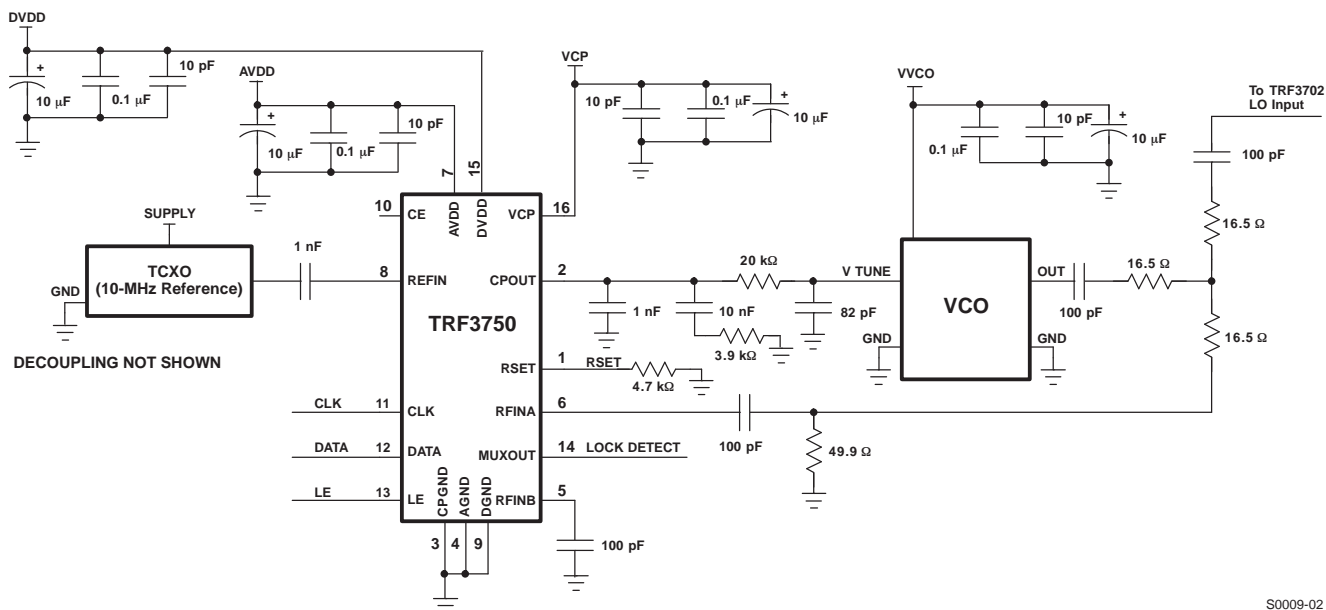 DVDD
+
10 μF
0.1 μF
10 pF
AVDD
+
10 μF
0.1 μF
10 pF
VCP
10 pF
0.1 μF
+
10 μF
VVCO
0.1 μF
10 pF
+
10 μF
To TRF3702
LO Input
100 pF
16.5 Ω
7
15
10
CE
AVDD
DVDD
VCP
16
SUPPLY
TCXO
(10-MHz Reference)
GND
1 nF
8
REFIN
CPOUT
2
20 kΩ
V TUNE
OUT
16.5 Ω
100 pF
1 nF
10 nF
82 pF
3.9 kΩ
TRF3750
VCO
GND
GND
16.5 Ω
DECOUPLING NOT SHOWN
RSET
1
RSET
4.7 kΩ
CLK
11
CLK
RFINA
6
100 pF
49.9 Ω
DATA
12
DATA
MUXOUT
14
LOCK DETECT
LE
13
LE
CPGND
AGND
DGND
RFINB
5
100 pF
3
4
9
S0009-02